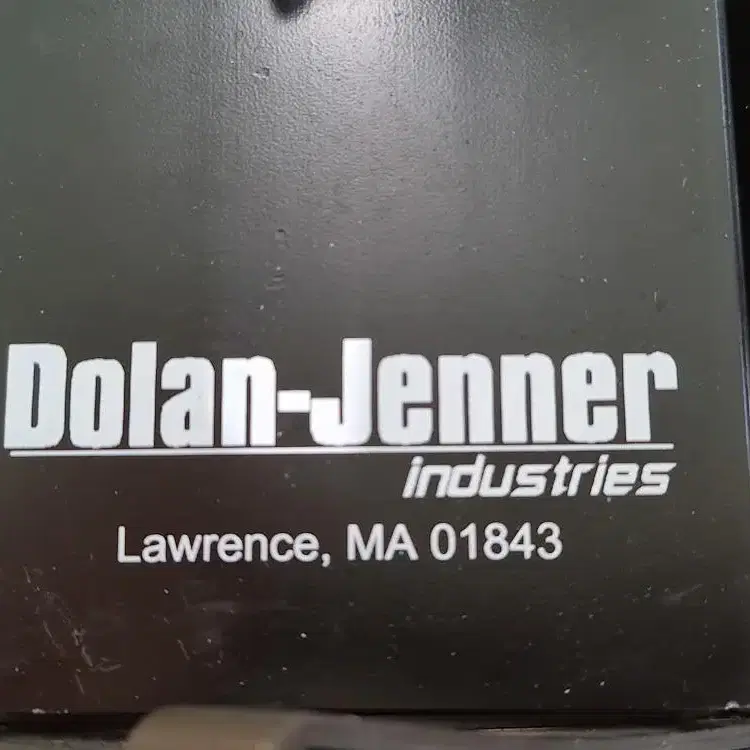 Dolan-Jenner
industries
Lawrence, MA 01843